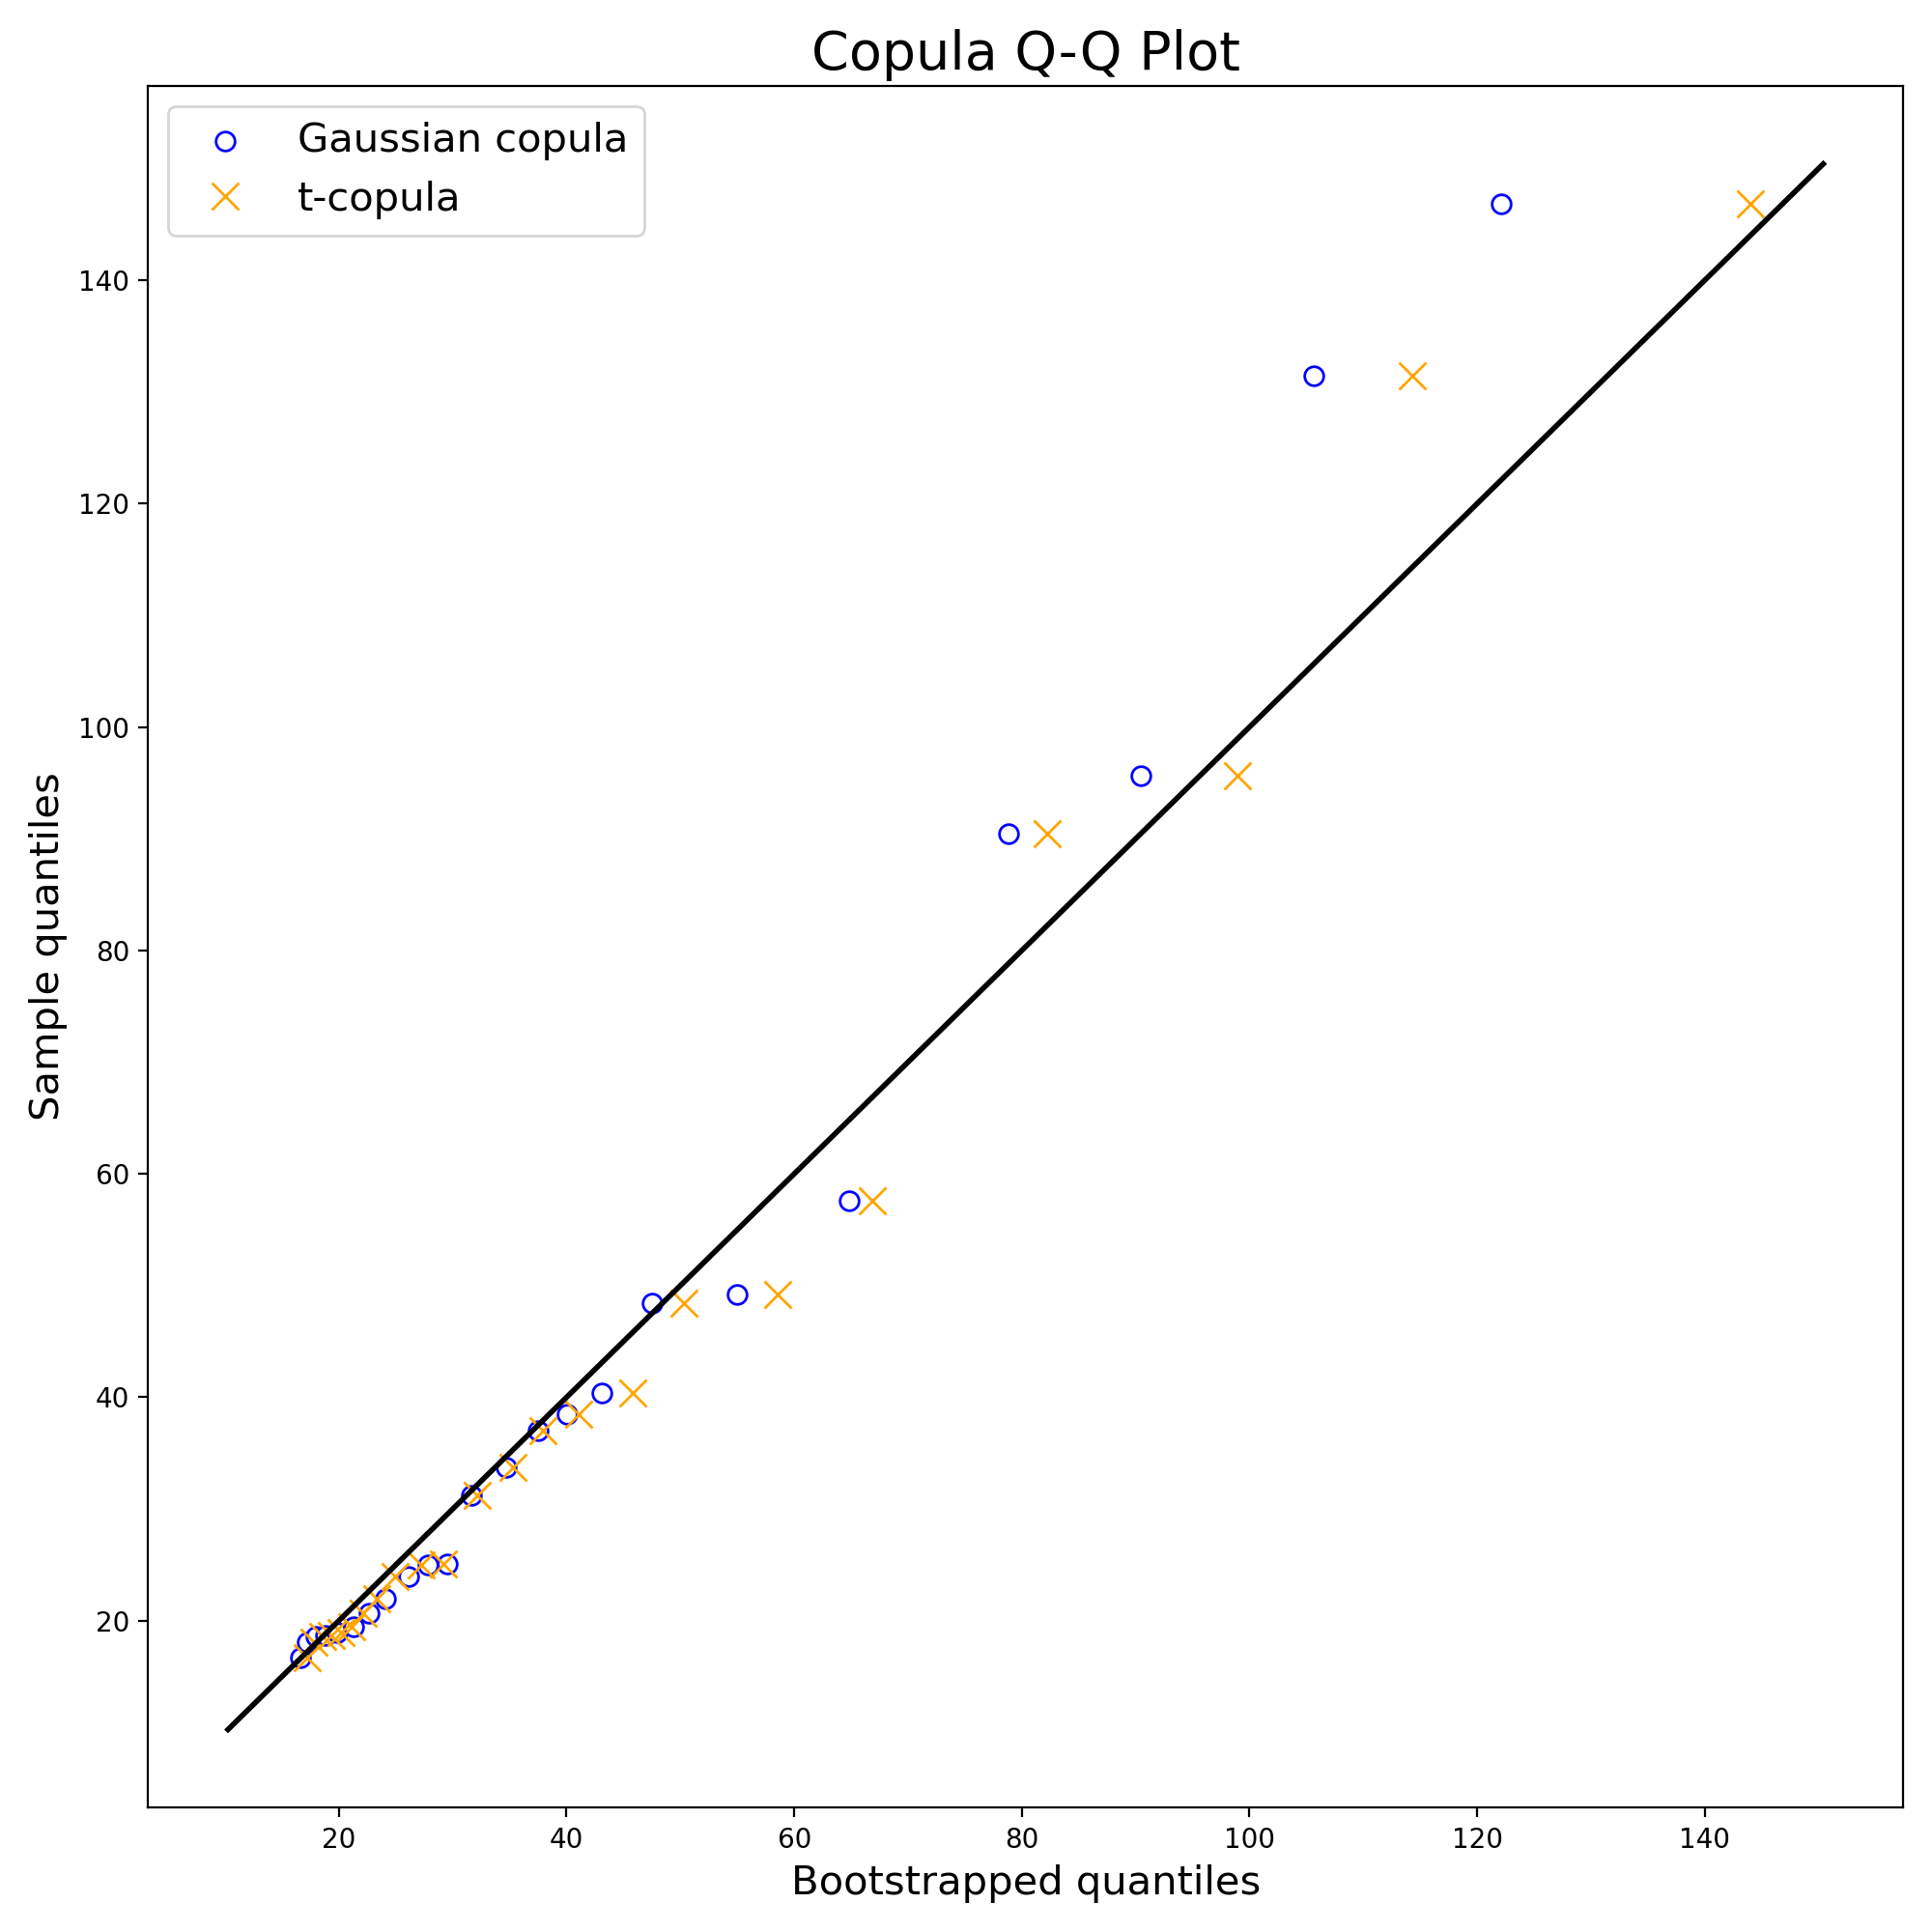 Copula Q-Q Plot
Gaussian copula
t-copula
140
120
100
80
60
40
20
Sample quantiles
20 40 60 80 100 120 140
Bootstrapped quantiles